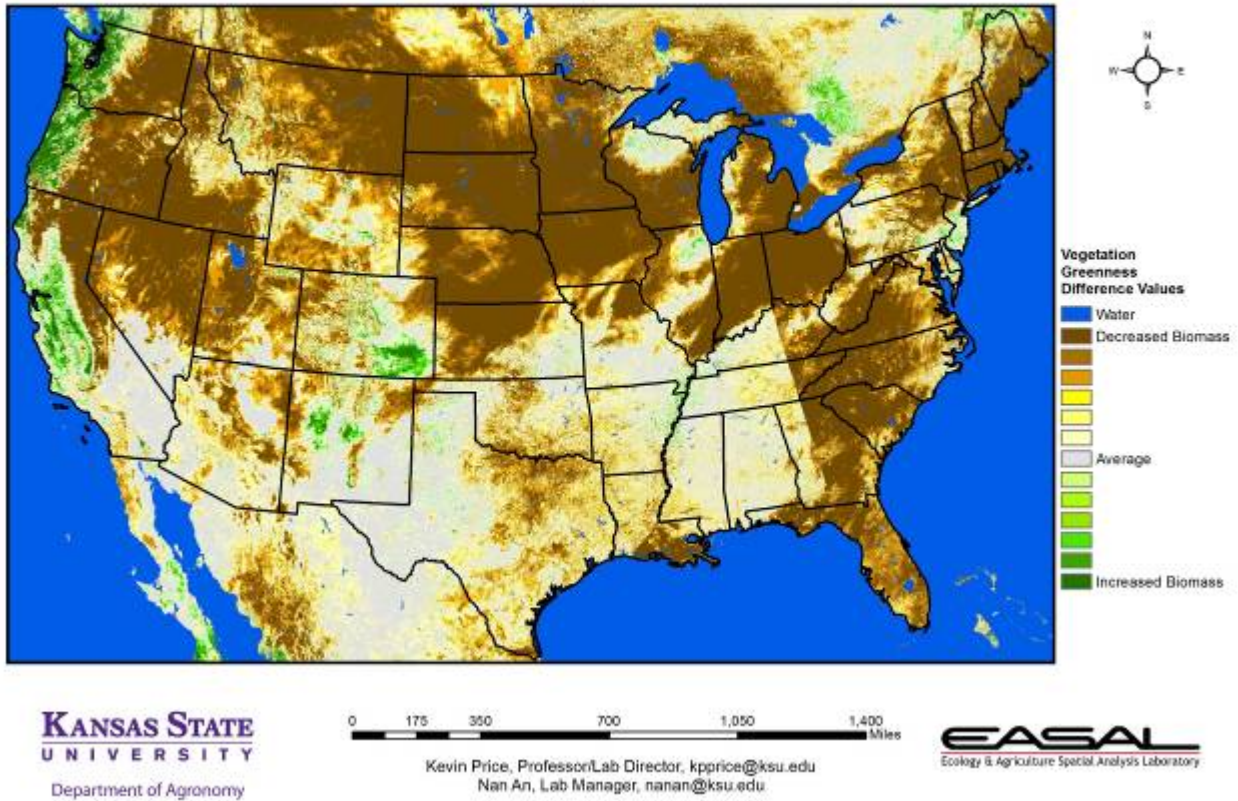 N
W E
S
Vegetation
Greenness
Difference Values
Water
Decreased Biomass
Average
Increased Biomass
KANSAS STATE
UNIVERSITY
Department of Agronomy
0 175 350 700 1,050 1,400
Miles
Kevin Price, Professor/Lab Director, kpprice@ksu.edu
Nan An, Lab Manager, nanan@ksu.edu
EASAL
Ecology & Agriculture Spatial Analysis Laboratory